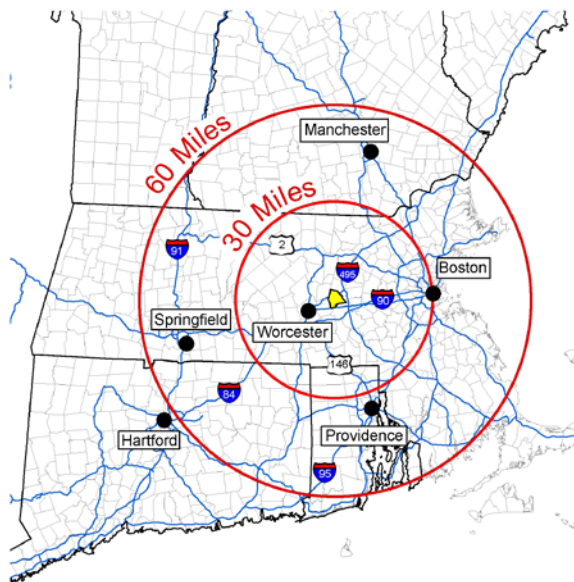 Manchester
60 Miles
30 Miles
2
91
495
Boston
90
Springfield
Worcester
146
84
Hartford
Providence
95